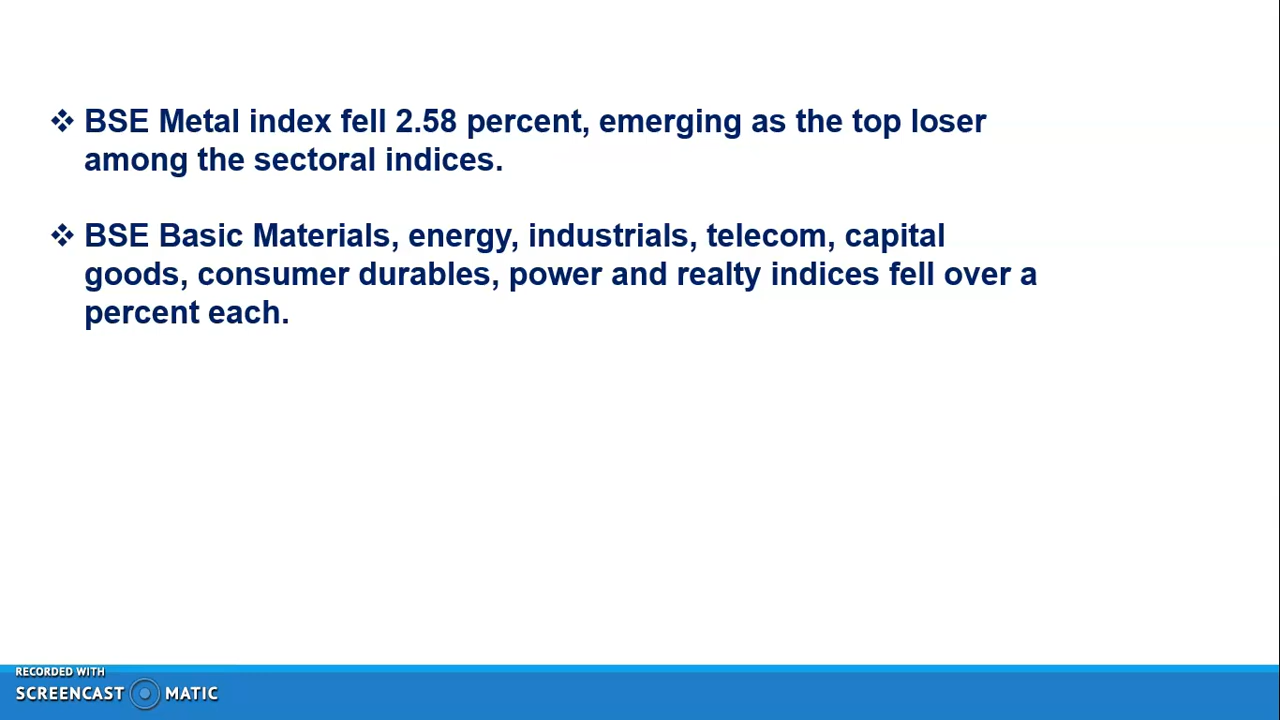 ❖ BSE Metal index fell 2.58 percent, emerging as the top loser
among the sectoral indices.
❖ BSE Basic Materials, energy, industrials, telecom, capital
goods, consumer durables, power and realty indices fell over a
percent each.
RECORDED WITH
SCREENCAST MATIC